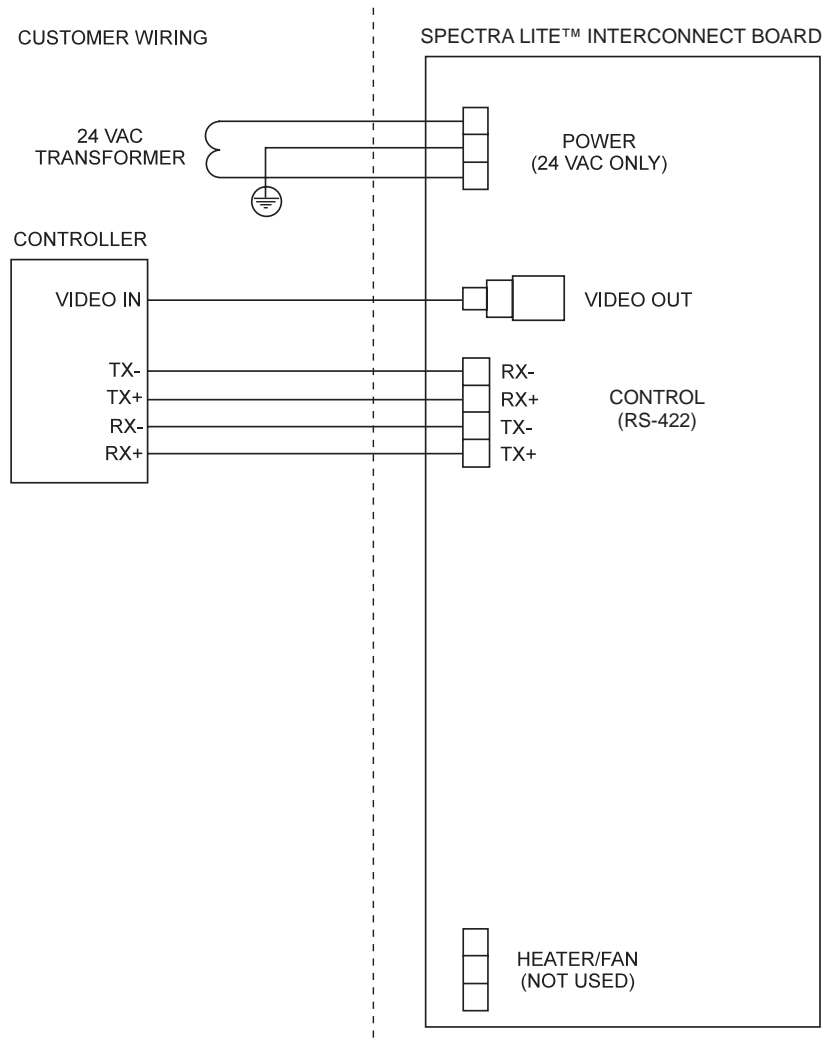 CUSTOMER WIRING
SPECTRA LITE™ INTERCONNECT BOARD
24 VAC
TRANSFORMER
POWER
(24 VAC ONLY)
CONTROLLER
VIDEO IN
VIDEO OUT
TX-
TX+
RX-
RX+
RX-
RX+
TX-
TX+
CONTROL
(RS-422)
HEATER/FAN
(NOT USED)